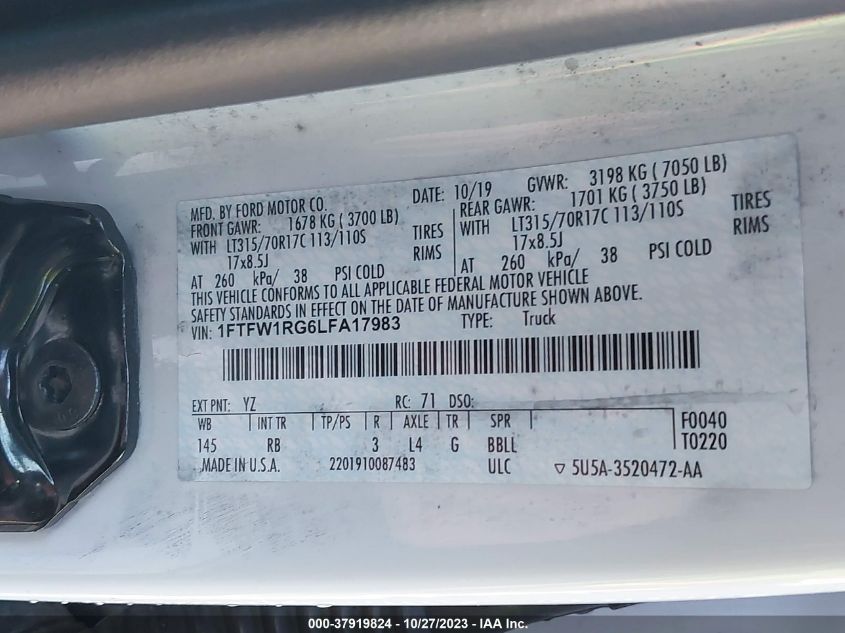 MFD. BY FORD MOTOR CO.
DATE: 10/19 GVWR: 3198 KG ( 7050 LB)
FRONT GAWR: 1678 KG ( 3700 LB)
WITH LT315/70R17C 113/110S TIRES
17x8.5J RIMS
AT 260 kPa/ 38 PSI COLD
REAR GAWR: 1701 KG ( 3750 LB)
WITH LT315/70R17C 113/110S TIRES
17x8.5J RIMS
AT 260 kPa/ 38 PSI COLD
THIS VEHICLE CONFORMS TO ALL APPLICABLE FEDERAL MOTOR VEHICLE
SAFETY STANDARDS IN EFFECT ON THE DATE OF MANUFACTURE SHOWN ABOVE.
VIN: 1FTFW1RG6LFA17983 TYPE: Truck
EXT PNT: YZ RC: 71 DSO:
WB INT TR TP/PS R AXLE TR SPR F0040
145 RB 3 L4 G BBLL T0220
MADE IN U.S.A. 2201910087483 ULC ▽ 5U5A-3520472-AA
000-37919824 - 10/27/2023 - IAA Inc.